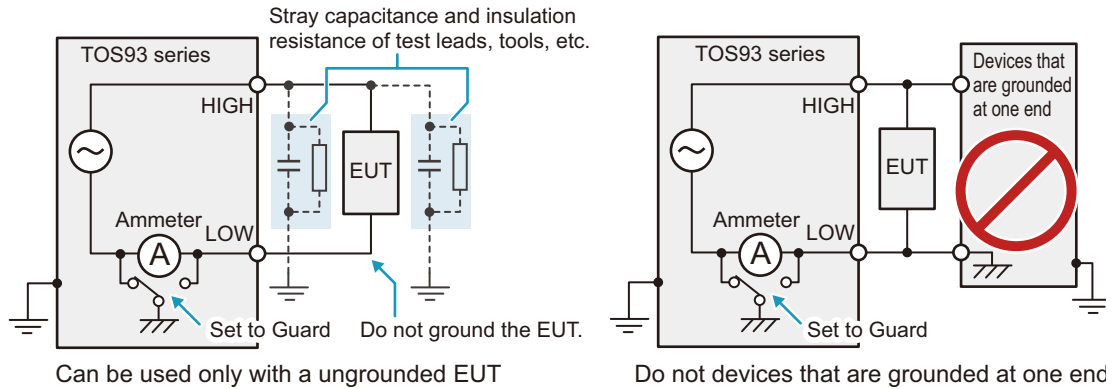 Stray capacitance and insulation
resistance of test leads, tools, etc.
TOS93 series
HIGH
EUT
Ammeter
LOW
A
Set to Guard
Do not ground the EUT.
Can be used only with a ungrounded EUT
TOS93 series
Devices that
are grounded
at one end
HIGH
EUT
Ammeter
LOW
A
Set to Guard
Do not devices that are grounded at one end